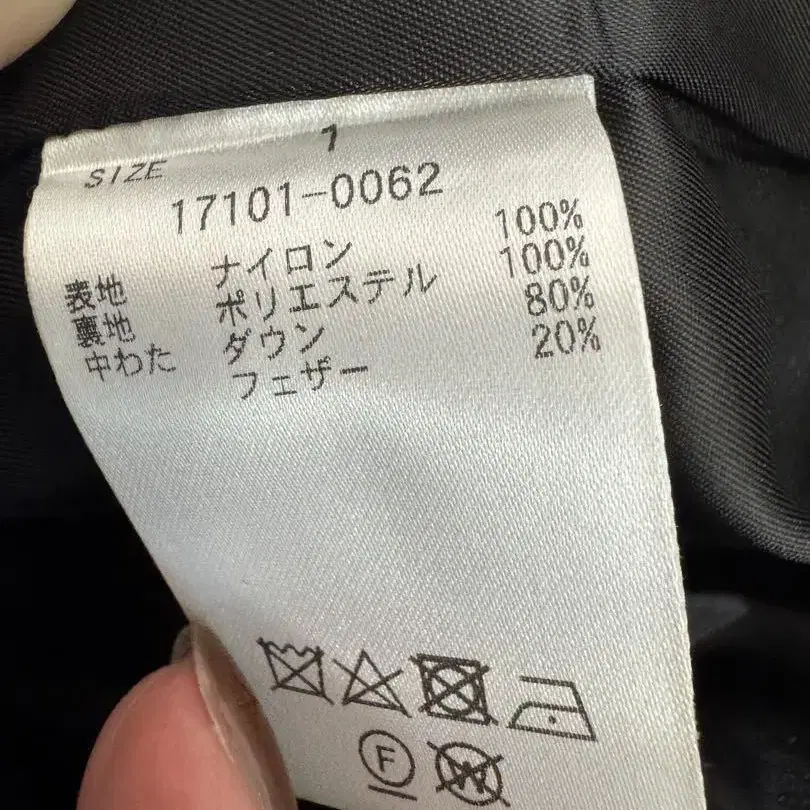 SIZE 1
17101-0062
表地 ナイロン 100%
裏地 ポリエステル 100%
中わた ダウン 80%
フェザー 20%
F
W